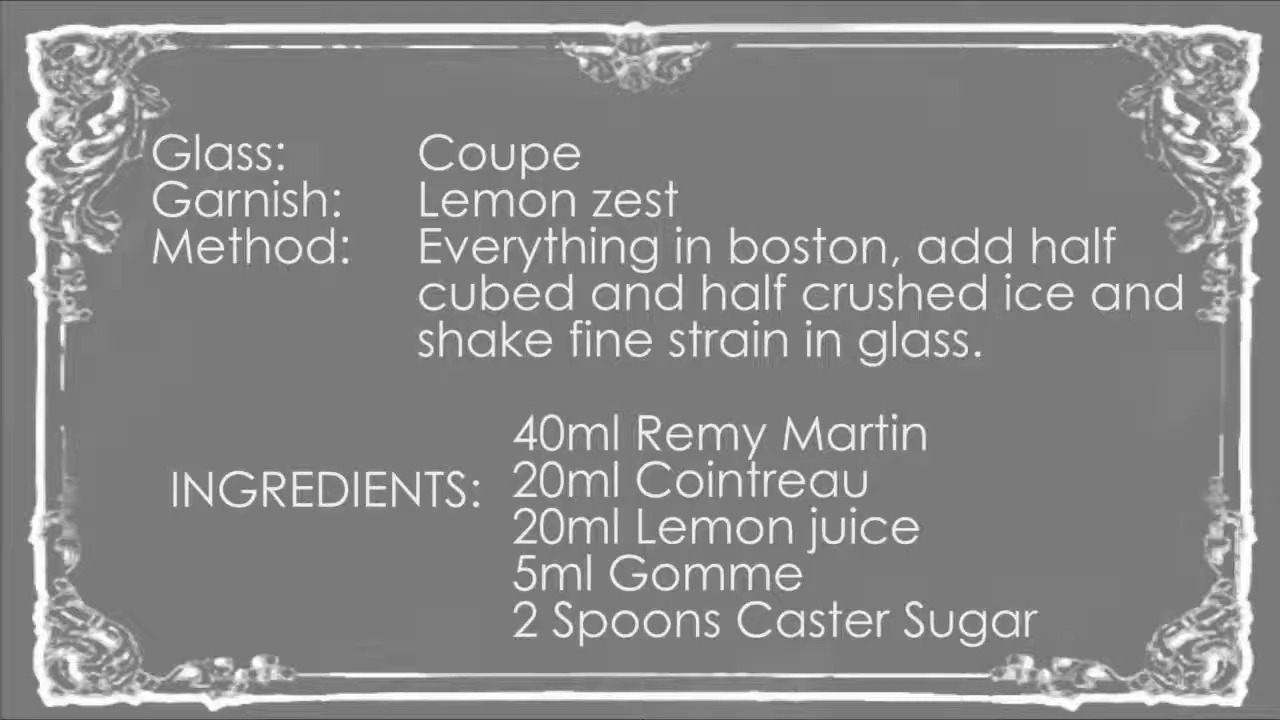 Glass: Coupe
Garnish: Lemon zest
Method: Everything in boston, add half
cubed and half crushed ice and
shake fine strain in glass.
INGREDIENTS:
40ml Remy Martin
20ml Cointreau
20ml Lemon juice
5ml Gomme
2 Spoons Caster Sugar